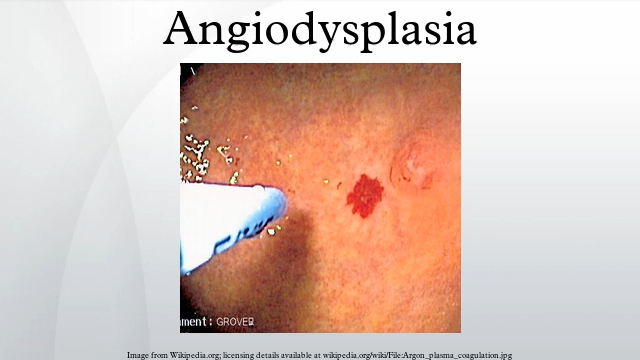 Angiodysplasia
ment: GROVER
Image from Wikipedia.org; licensing details available at wikipedia.org/wiki/File:Argon_plasma_coagulation.jpg